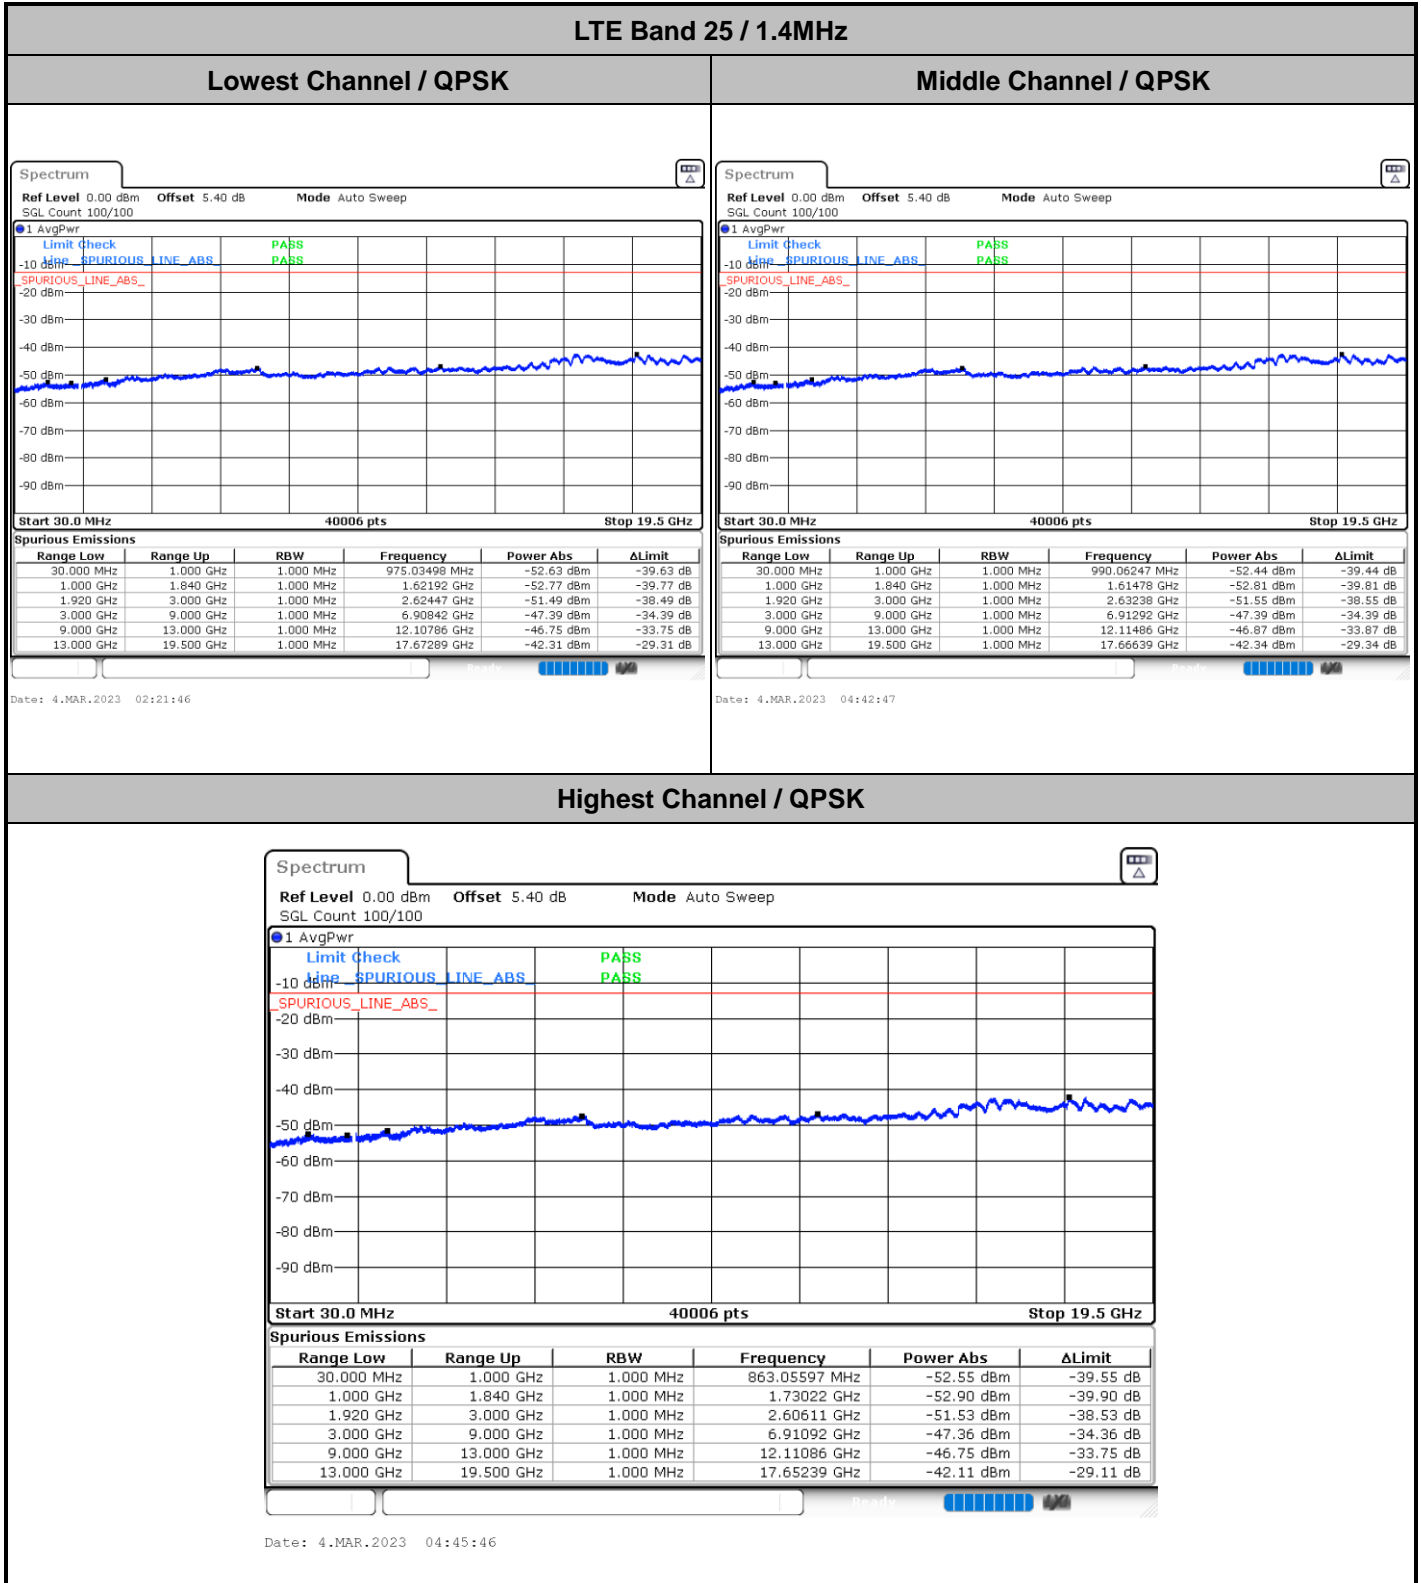 LTE Band 25 / 1.4MHz
Lowest Channel / QPSK
Middle Channel / QPSK
Spectrum
Ref Level 0.00 dBm Offset 5.40 dB Mode Auto Sweep
SGL Count 100/100
1 AvgPwr
Limit Check PASS
Line _SPURIOUS_LINE_ABS_ PASS
-10 dBm
_SPURIOUS_LINE_ABS_
-20 dBm
-30 dBm
-40 dBm
-50 dBm
-60 dBm
-70 dBm
-80 dBm
-90 dBm
Start 30.0 MHz 40006 pts Stop 19.5 GHz
Spurious Emissions
Range Low Range Up RBW Frequency Power Abs ΔLimit
30.000 MHz 1.000 GHz 1.000 MHz 975.03498 MHz -52.63 dBm -39.63 dB
1.000 GHz 1.840 GHz 1.000 MHz 1.62192 GHz -52.77 dBm -39.77 dB
1.920 GHz 3.000 GHz 1.000 MHz 2.62447 GHz -51.49 dBm -38.49 dB
3.000 GHz 9.000 GHz 1.000 MHz 6.90842 GHz -47.39 dBm -34.39 dB
9.000 GHz 13.000 GHz 1.000 MHz 12.10786 GHz -46.75 dBm -33.75 dB
13.000 GHz 19.500 GHz 1.000 MHz 17.67289 GHz -42.31 dBm -29.31 dB
Ready
Date: 4.MAR.2023 02:21:46
Spectrum
Ref Level 0.00 dBm Offset 5.40 dB Mode Auto Sweep
SGL Count 100/100
1 AvgPwr
Limit Check PASS
Line _SPURIOUS_LINE_ABS_ PASS
-10 dBm
_SPURIOUS_LINE_ABS_
-20 dBm
-30 dBm
-40 dBm
-50 dBm
-60 dBm
-70 dBm
-80 dBm
-90 dBm
Start 30.0 MHz 40006 pts Stop 19.5 GHz
Spurious Emissions
Range Low Range Up RBW Frequency Power Abs ΔLimit
30.000 MHz 1.000 GHz 1.000 MHz 990.06247 MHz -52.44 dBm -39.44 dB
1.000 GHz 1.840 GHz 1.000 MHz 1.61478 GHz -52.81 dBm -39.81 dB
1.920 GHz 3.000 GHz 1.000 MHz 2.63238 GHz -51.55 dBm -38.55 dB
3.000 GHz 9.000 GHz 1.000 MHz 6.91292 GHz -47.39 dBm -34.39 dB
9.000 GHz 13.000 GHz 1.000 MHz 12.11486 GHz -46.87 dBm -33.87 dB
13.000 GHz 19.500 GHz 1.000 MHz 17.66639 GHz -42.34 dBm -29.34 dB
Ready
Date: 4.MAR.2023 04:42:47
Highest Channel / QPSK
Spectrum
Ref Level 0.00 dBm Offset 5.40 dB Mode Auto Sweep
SGL Count 100/100
1 AvgPwr
Limit Check PASS
Line _SPURIOUS_LINE_ABS_ PASS
-10 dBm
_SPURIOUS_LINE_ABS_
-20 dBm
-30 dBm
-40 dBm
-50 dBm
-60 dBm
-70 dBm
-80 dBm
-90 dBm
Start 30.0 MHz 40006 pts Stop 19.5 GHz
Spurious Emissions
Range Low Range Up RBW Frequency Power Abs ΔLimit
30.000 MHz 1.000 GHz 1.000 MHz 863.05597 MHz -52.55 dBm -39.55 dB
1.000 GHz 1.840 GHz 1.000 MHz 1.73022 GHz -52.90 dBm -39.90 dB
1.920 GHz 3.000 GHz 1.000 MHz 2.60611 GHz -51.53 dBm -38.53 dB
3.000 GHz 9.000 GHz 1.000 MHz 6.91092 GHz -47.36 dBm -34.36 dB
9.000 GHz 13.000 GHz 1.000 MHz 12.11086 GHz -46.75 dBm -33.75 dB
13.000 GHz 19.500 GHz 1.000 MHz 17.65239 GHz -42.11 dBm -29.11 dB
Ready
Date: 4.MAR.2023 04:45:46